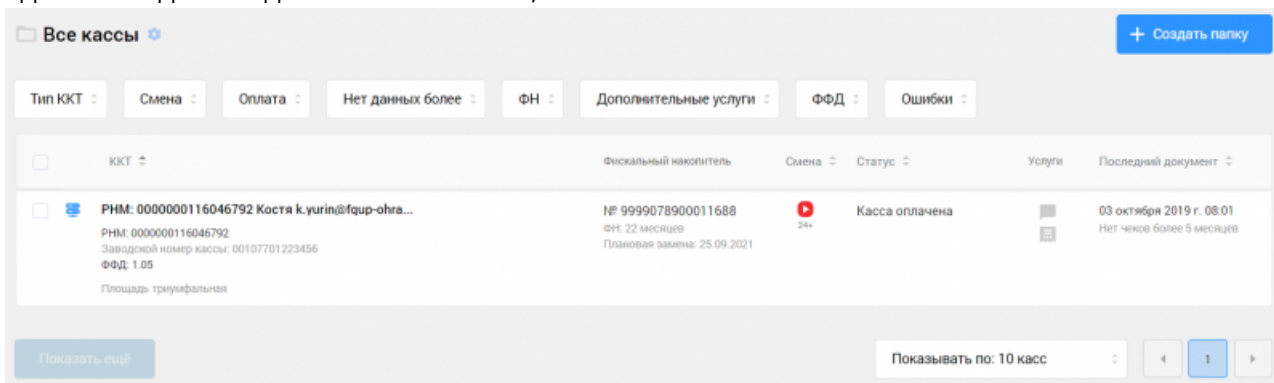 Все кассы
+ Создать папку
Тип ККТ
Смена
Оплата
Нет данных более
ФН
Дополнительные услуги
ФФД
Ошибки
ККТ
Фискальный накопитель
Смена
Статус
Услуги
Последний документ
РНМ: 0000000116046792 Костя k.yurin@fqup-ohra...
№ 9999078900011688
Касса оплачена
03 октября 2019 г. 08:01
РНМ: 0000000116046792
ФН: 22 месяцев
24+
Нет чеков более 5 месяцев
Заводской номер кассы: 00107701223456
Плановая замена: 25.09.2021
ФФД: 1.05
Площадь триумфальная
Показать ещё
Показывать по: 10 касс
1